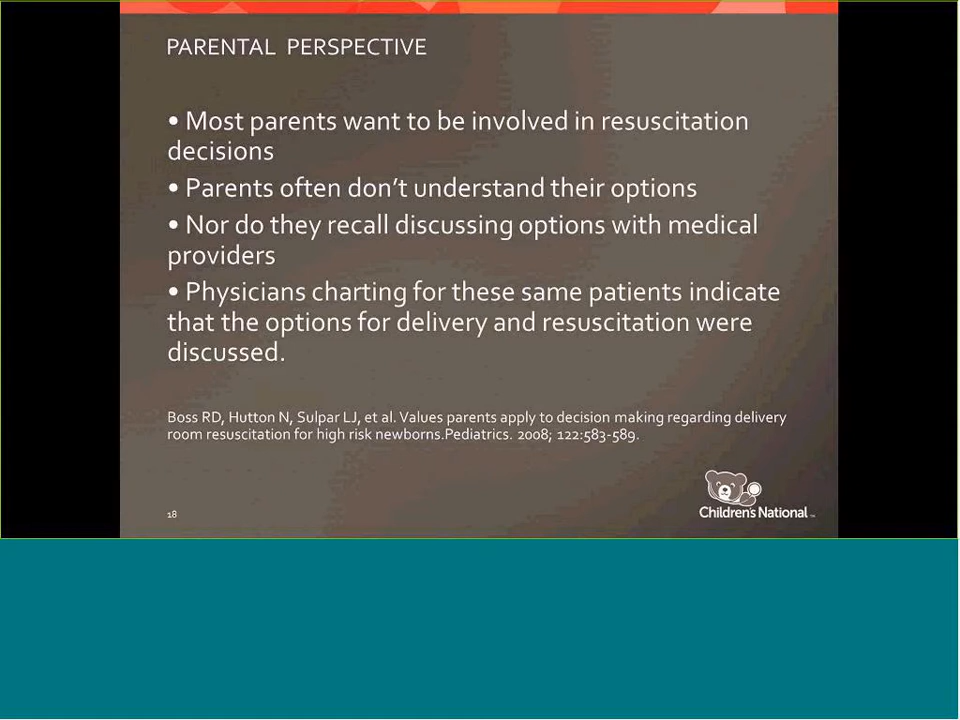 PARENTAL PERSPECTIVE
• Most parents want to be involved in resuscitation
decisions
• Parents often don't understand their options
• Nor do they recall discussing options with medical
providers
• Physicians charting for these same patients indicate
that the options for delivery and resuscitation were
discussed.
Boss RD, Hutton N, Sulpar LJ, et al. Values parents apply to decision making regarding delivery
room resuscitation for high risk newborns.Pediatrics. 2008; 122:583-589.
Children's National
18